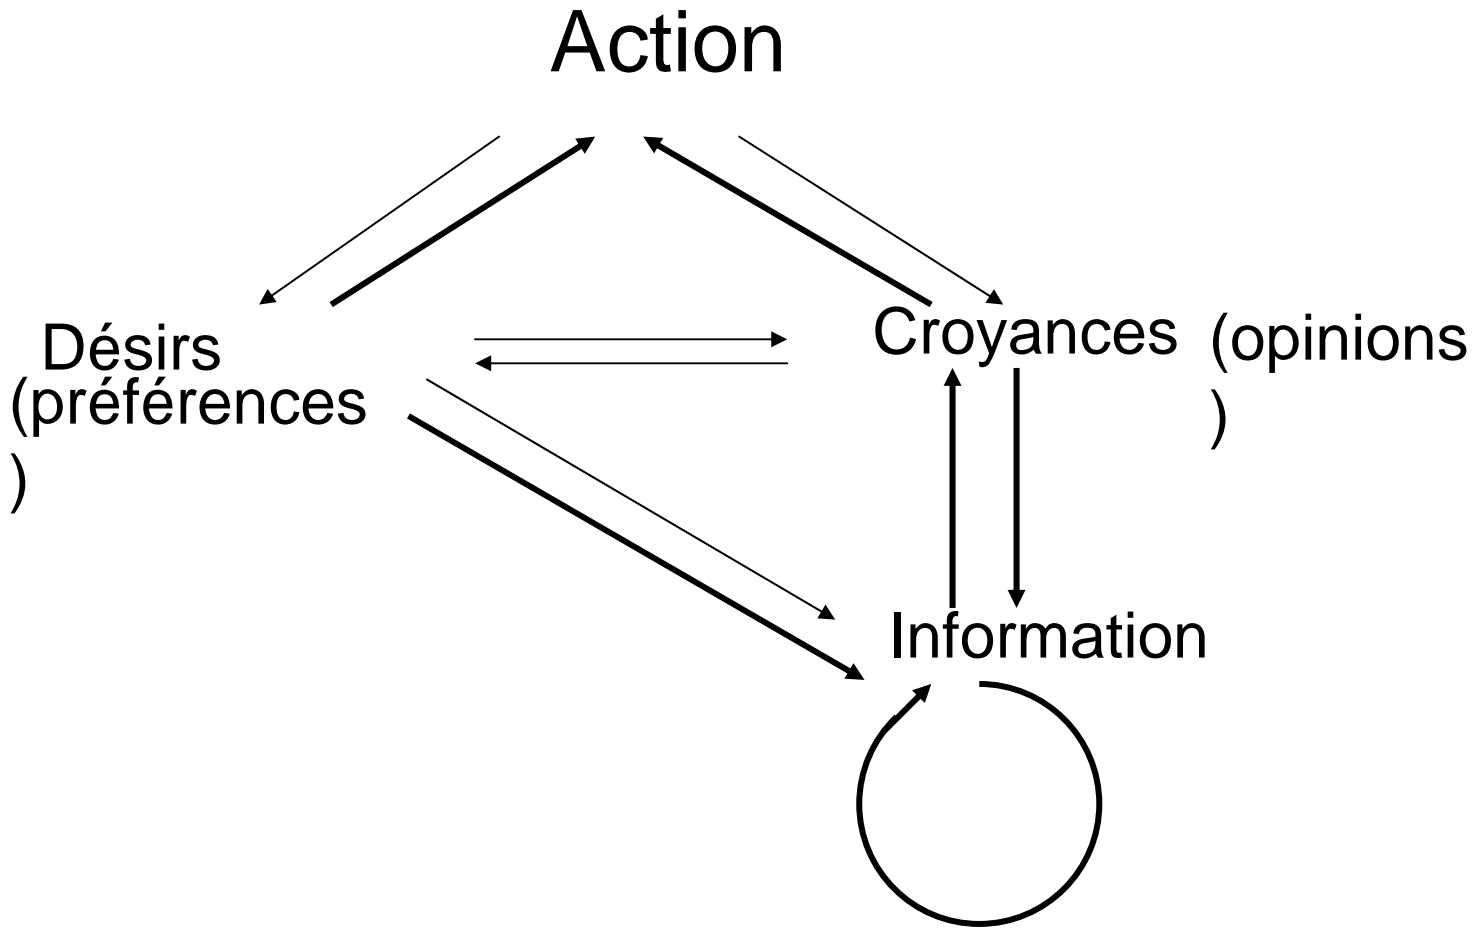 Action
Désirs
(préférences
)
Croyances
(opinions
)
Information